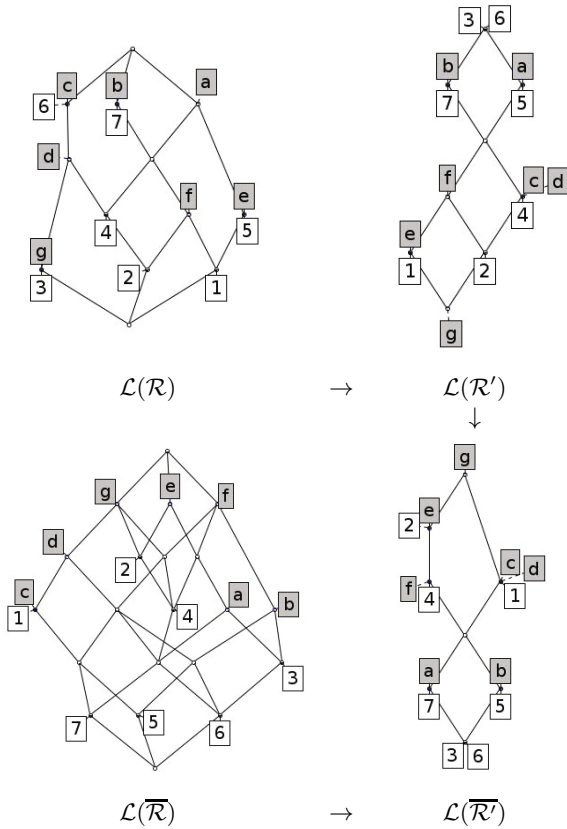 3 6
c b a b a
6 7 7 5
d
f e f c d
4 5 4
g e
3 2 1 1 2
g
ℒ(ℛ) → ℒ(ℛ′)
↓
g
g e f e
2
d c d
2 f 4 1
c a b
1 4
a b
3 7 5
7 5 6
3 6
ℒ(ℛ̅) → ℒ(ℛ̅′)